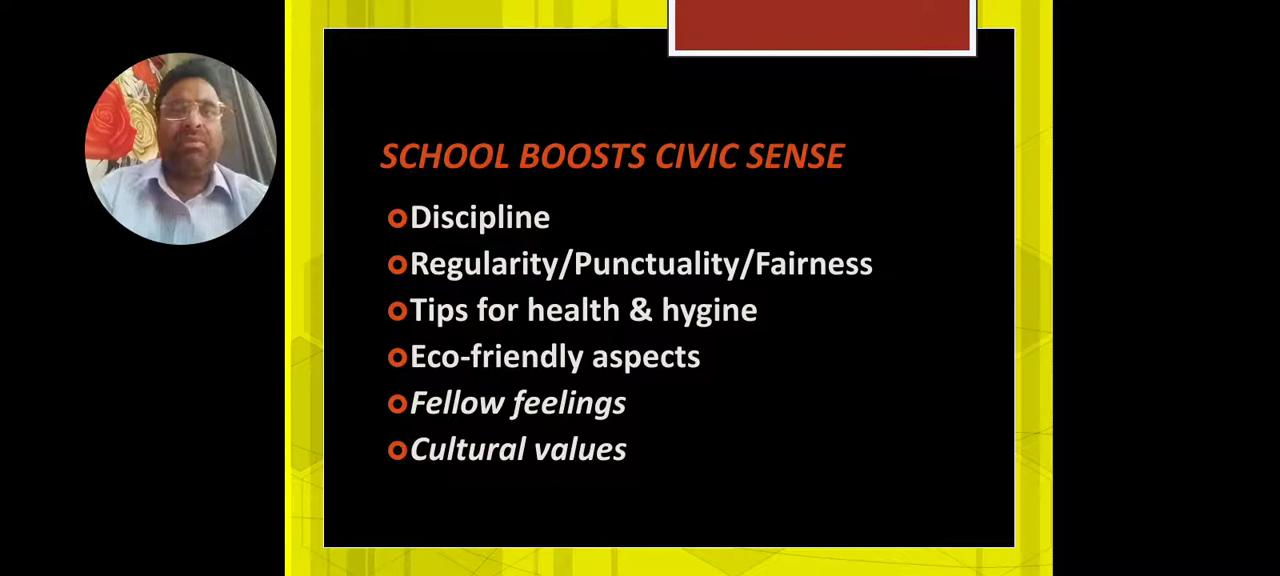 SCHOOL BOOSTS CIVIC SENSE
Discipline
Regularity/Punctuality/Fairness
Tips for health & hygine
Eco-friendly aspects
Fellow feelings
Cultural values